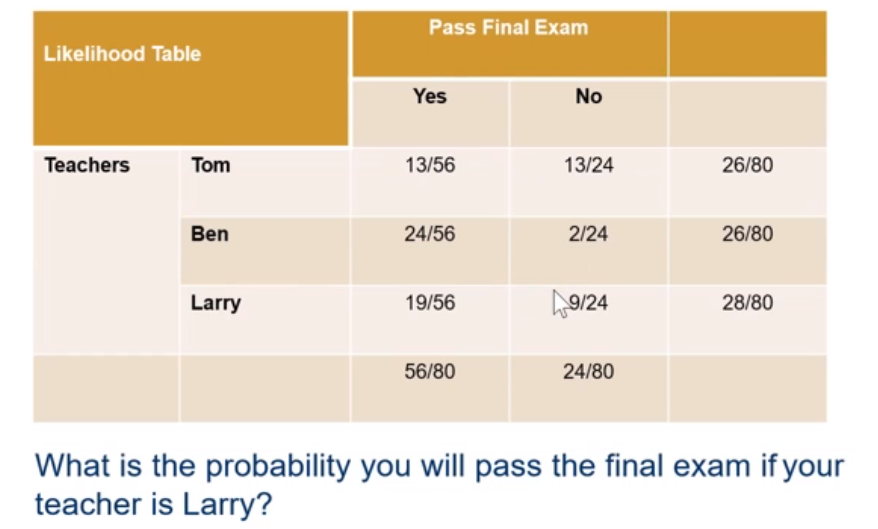 Likelihood Table
Pass Final Exam
Yes No
Teachers Tom 13/56 13/24 26/80
Ben 24/56 2/24 26/80
Larry 19/56 9/24 28/80
56/80 24/80
What is the probability you will pass the final exam if your
teacher is Larry?